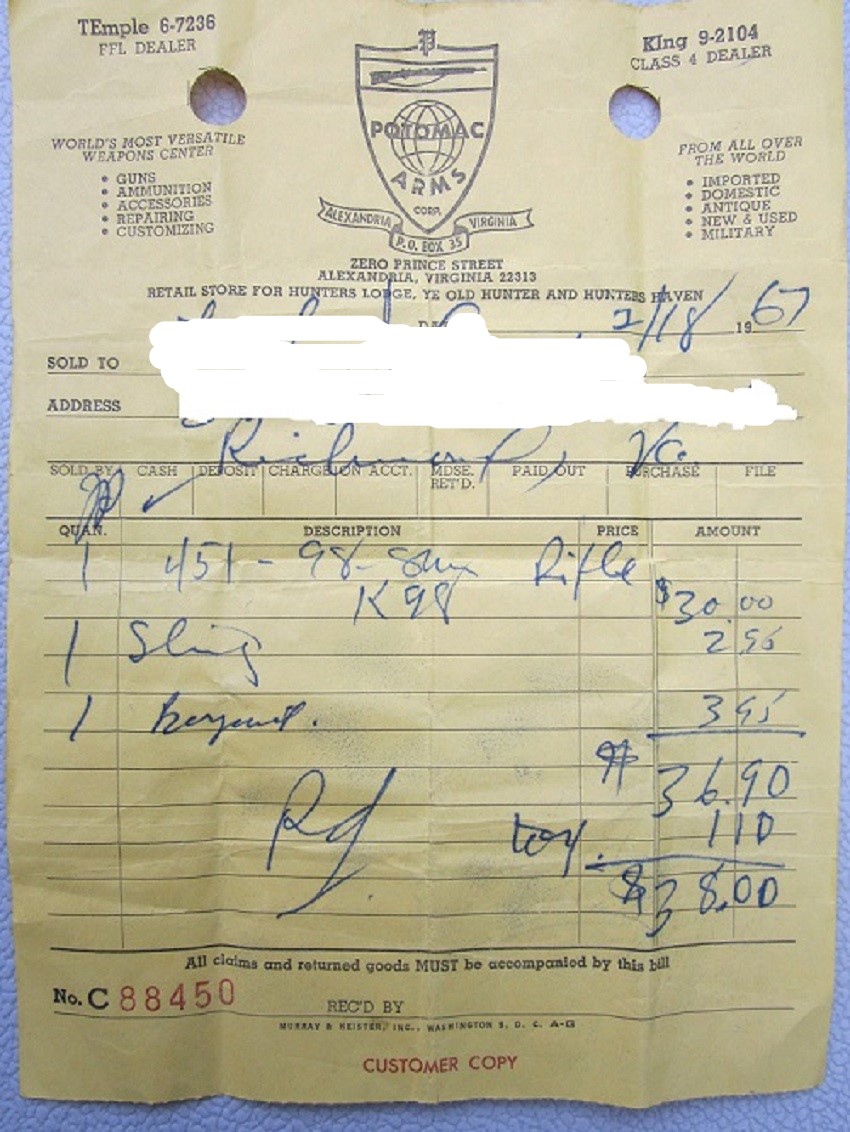 TEmple 6-7236
FFL DEALER
KIng 9-2104
CLASS 4 DEALER
P
POTOMAC
ARMS
CORP.
ALEXANDRIA VIRGINIA
P.O. BOX 35
WORLD'S MOST VERSATILE
WEAPONS CENTER
• GUNS
• AMMUNITION
• ACCESSORIES
• REPAIRING
• CUSTOMIZING
FROM ALL OVER
THE WORLD
• IMPORTED
• DOMESTIC
• ANTIQUE
• NEW & USED
• MILITARY
ZERO PRINCE STREET
ALEXANDRIA, VIRGINIA 22313
RETAIL STORE FOR HUNTERS LODGE, YE OLD HUNTER AND HUNTERS HAVEN
2/18/ 1967
SOLD TO
ADDRESS
Richmond, Va.
SOLD BY CASH DEPOSIT CHARGE ON ACCT. MDSE. RET'D. PAID OUT PURCHASE FILE
QUAN. DESCRIPTION PRICE AMOUNT
1 451 - 98 - 8mm Rifle
K98 $30.00
1 Sling 2.95
1 Bayonet. 3 95
$ 36.90
Pd tax. 1 10
$38.00
All claims and returned goods MUST be accompanied by this bill
No. C 88450
REC'D BY
MURRAY & HEISTER, INC., WASHINGTON 5, D. C. A-G
CUSTOMER COPY